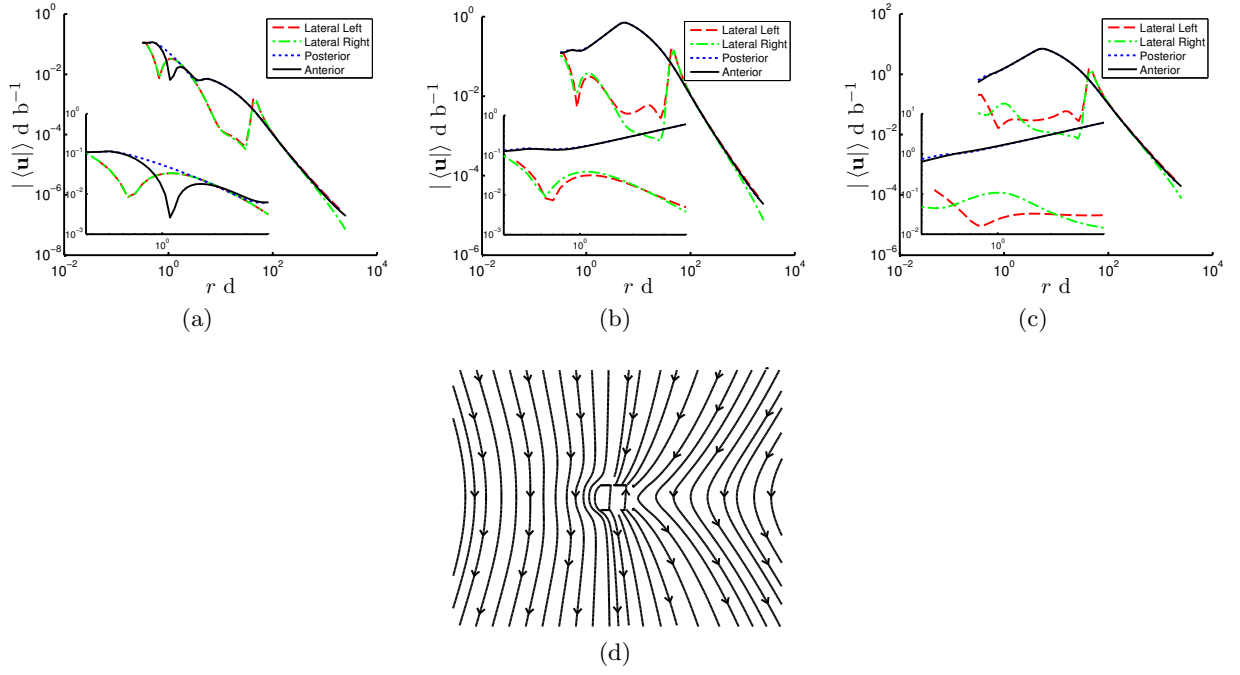 10^0
10^-2
10^-4
10^-6
10^-8
| ⟨u⟩| d b^-1
10^-2 10^0 10^2 10^4
r d
Lateral Left
Lateral Right
Posterior
Anterior
10^0
10^-1
10^-2
10^-3
10^0
(a)
10^0
10^-2
10^-4
10^-6
| ⟨u⟩| d b^-1
10^-2 10^0 10^2 10^4
r d
Lateral Left
Lateral Right
Posterior
Anterior
10^0
10^-1
10^-2
10^-3
10^0
(b)
10^2
10^0
10^-2
10^-4
10^-6
| ⟨u⟩| d b^-1
10^-2 10^0 10^2 10^4
r d
Lateral Left
Lateral Right
Posterior
Anterior
10^1
10^0
10^-1
10^-2
10^0
(c)
(d)